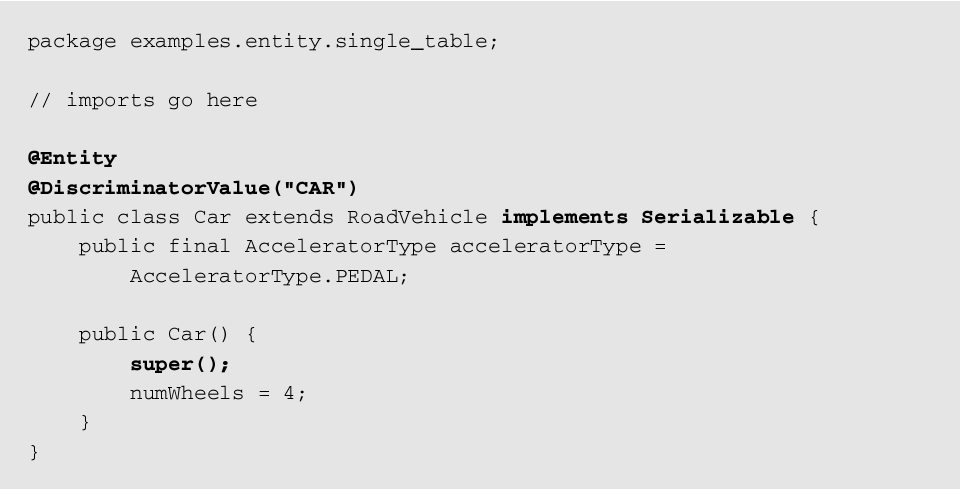 package examples.entity.single_table;
// imports go here
@Entity
@DiscriminatorValue("CAR")
public class Car extends RoadVehicle implements Serializable {
public final AcceleratorType acceleratorType =
AcceleratorType.PEDAL;
public Car() {
super();
numWheels = 4;
}
}